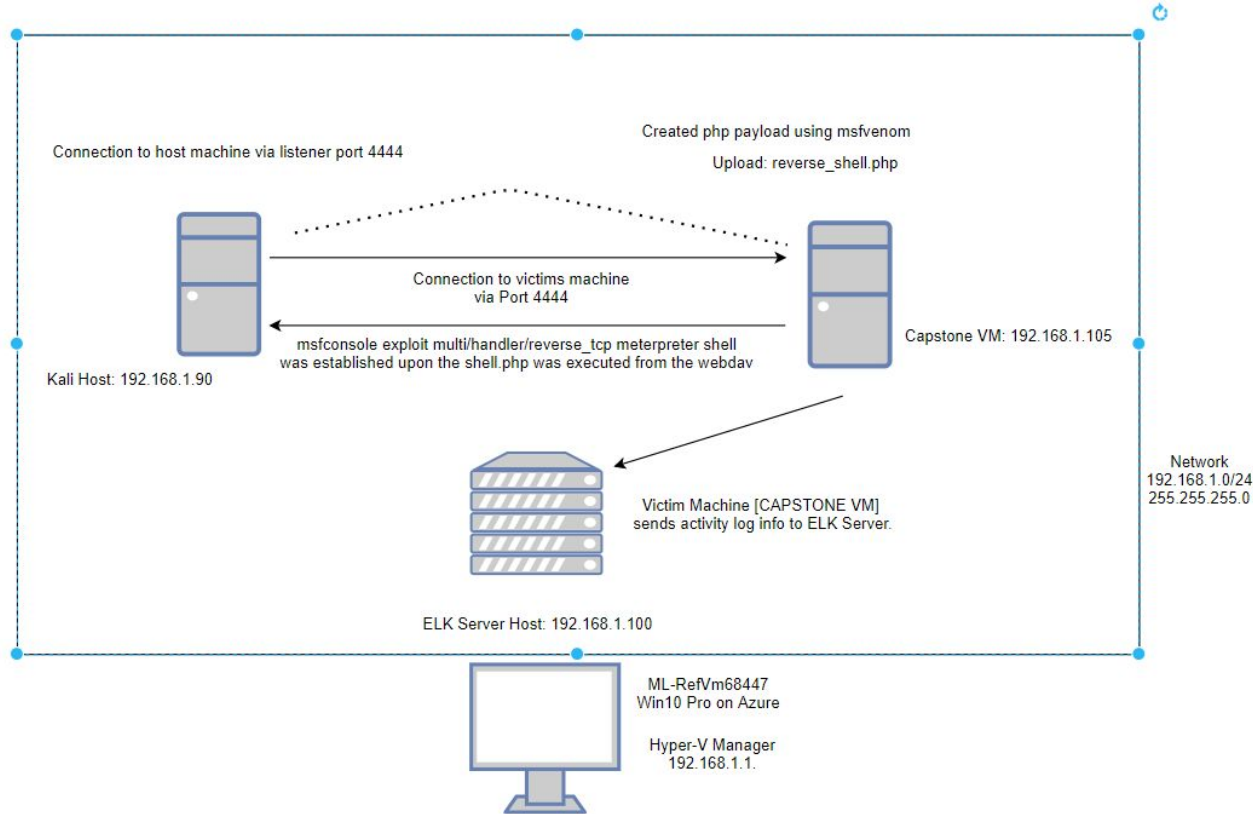 Created php payload using msfvenom
Connection to host machine via listener port 4444
Upload: reverse_shell.php
Connection to victims machine
via Port 4444
Capstone VM: 192.168.1.105
msfconsole exploit multi/handler/reverse_tcp meterpreter shell
was established upon the shell.php was executed from the webdav
Kali Host: 192.168.1.90
Network
192.168.1.0/24
255.255.255.0
Victim Machine [CAPSTONE VM]
sends activity log info to ELK Server.
ELK Server Host: 192.168.1.100
ML-RefVm68447
Win10 Pro on Azure
Hyper-V Manager
192.168.1.1.